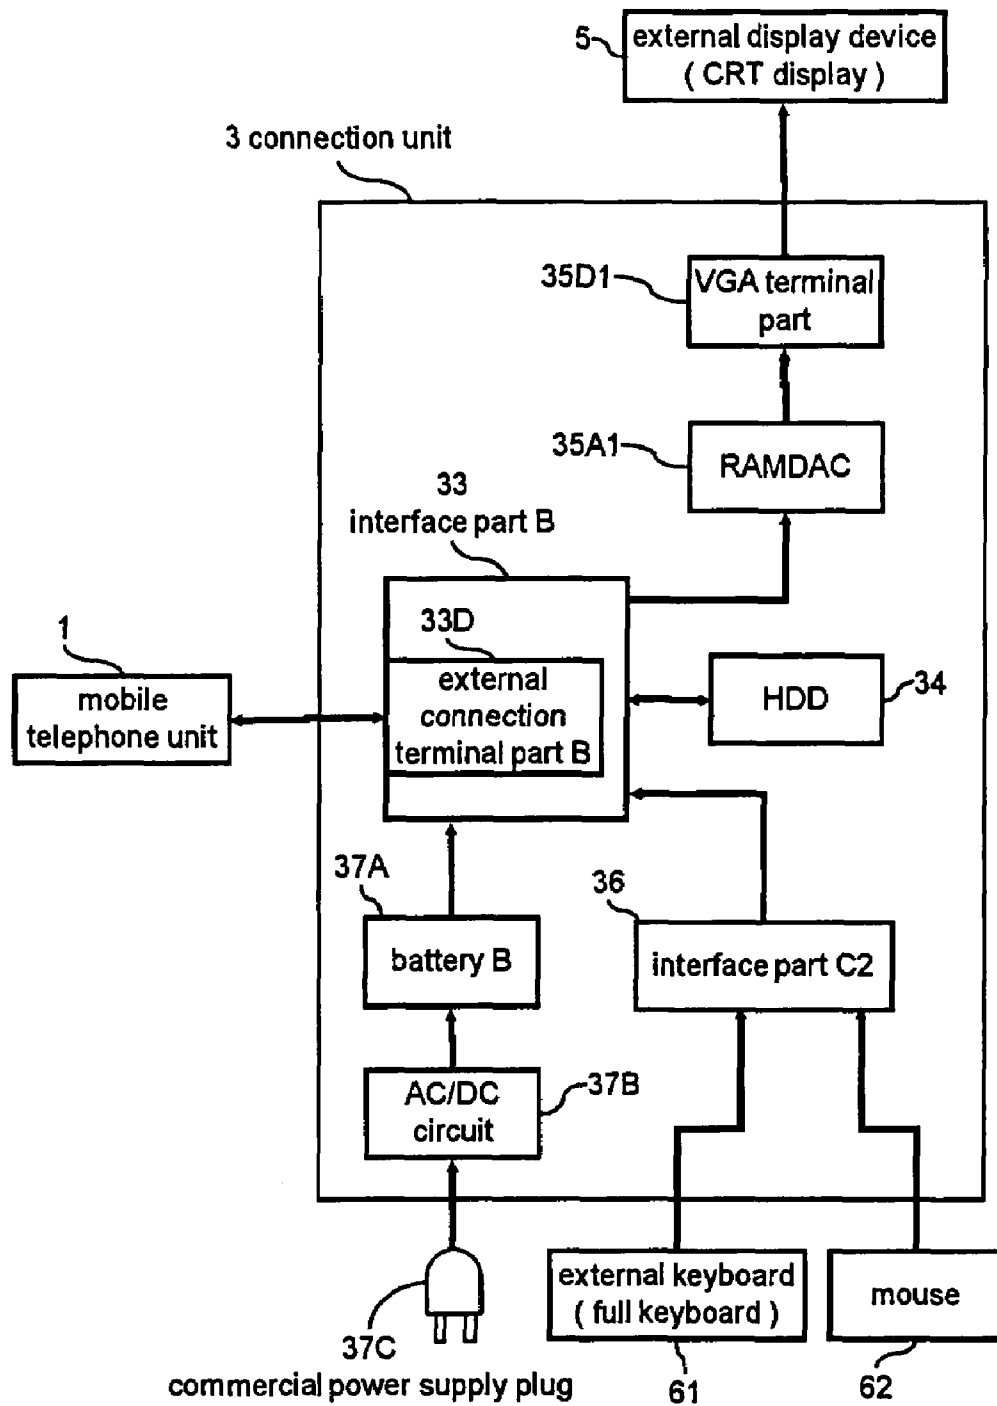 5
external display device
( CRT display )
3 connection unit
35D1
VGA terminal
part
35A1
RAMDAC
33
interface part B
33D
external
connection
terminal part B
1
mobile
telephone unit
HDD
34
37A
battery B
36
interface part C2
AC/DC
circuit
37B
37C
commercial power supply plug
external keyboard
( full keyboard )
61
mouse
62